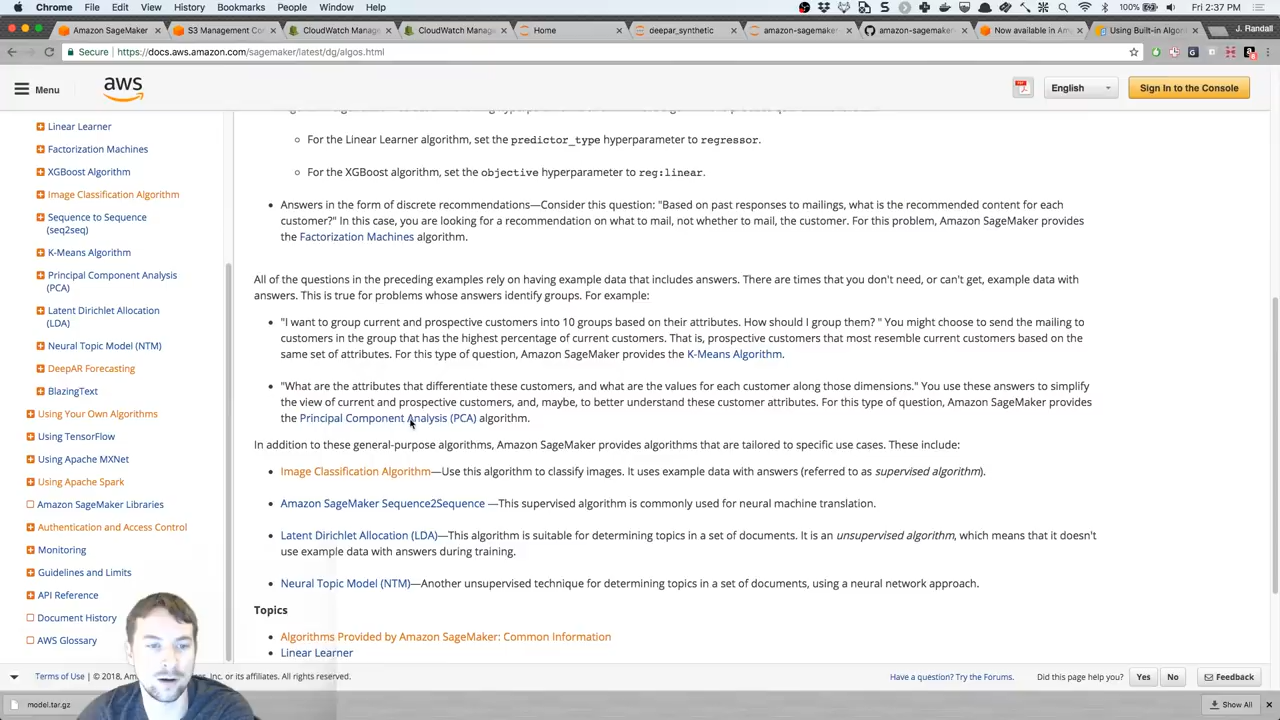 Chrome File Edit View History Bookmarks People Window Help
100% Fri 2:37 PM J. Randall
Amazon SageMaker
S3 Management Co
CloudWatch Mana
CloudWatch Mana
Home
deepar_synthetic
amazon-sagemaker
amazon-sagemaker
Now available in Am
Using Built-in Algor
J. Randall
Secure https://docs.aws.amazon.com/sagemaker/latest/dg/algos.html
Menu
aws
English
Sign In to the Console
Linear Learner
Factorization Machines
XGBoost Algorithm
Image Classification Algorithm
Sequence to Sequence
(seq2seq)
K-Means Algorithm
Principal Component Analysis
(PCA)
Latent Dirichlet Allocation
(LDA)
Neural Topic Model (NTM)
DeepAR Forecasting
BlazingText
Using Your Own Algorithms
Using TensorFlow
Using Apache MXNet
Using Apache Spark
Amazon SageMaker Libraries
Authentication and Access Control
Monitoring
Guidelines and Limits
API Reference
Document History
AWS Glossary
For the Linear Learner algorithm, set the predictor_type hyperparameter to regressor.
For the XGBoost algorithm, set the objective hyperparameter to reg:linear.
Answers in the form of discrete recommendations—Consider this question: "Based on past responses to mailings, what is the recommended content for each
customer?" In this case, you are looking for a recommendation on what to mail, not whether to mail, the customer. For this problem, Amazon SageMaker provides
the Factorization Machines algorithm.
All of the questions in the preceding examples rely on having example data that includes answers. There are times that you don't need, or can't get, example data with
answers. This is true for problems whose answers identify groups. For example:
"I want to group current and prospective customers into 10 groups based on their attributes. How should I group them? " You might choose to send the mailing to
customers in the group that has the highest percentage of current customers. That is, prospective customers that most resemble current customers based on the
same set of attributes. For this type of question, Amazon SageMaker provides the K-Means Algorithm.
"What are the attributes that differentiate these customers, and what are the values for each customer along those dimensions." You use these answers to simplify
the view of current and prospective customers, and, maybe, to better understand these customer attributes. For this type of question, Amazon SageMaker provides
the Principal Component Analysis (PCA) algorithm.
In addition to these general-purpose algorithms, Amazon SageMaker provides algorithms that are tailored to specific use cases. These include:
Image Classification Algorithm—Use this algorithm to classify images. It uses example data with answers (referred to as supervised algorithm).
Amazon SageMaker Sequence2Sequence —This supervised algorithm is commonly used for neural machine translation.
Latent Dirichlet Allocation (LDA)—This algorithm is suitable for determining topics in a set of documents. It is an unsupervised algorithm, which means that it doesn't
use example data with answers during training.
Neural Topic Model (NTM)—Another unsupervised technique for determining topics in a set of documents, using a neural network approach.
Topics
Algorithms Provided by Amazon SageMaker: Common Information
Linear Learner
Terms of Use | © 2018, Amazon Inc. or its affiliates. All rights reserved.
Have a question? Try the Forums. Did this page help you? Yes No Feedback
model.tar.gz
Show All